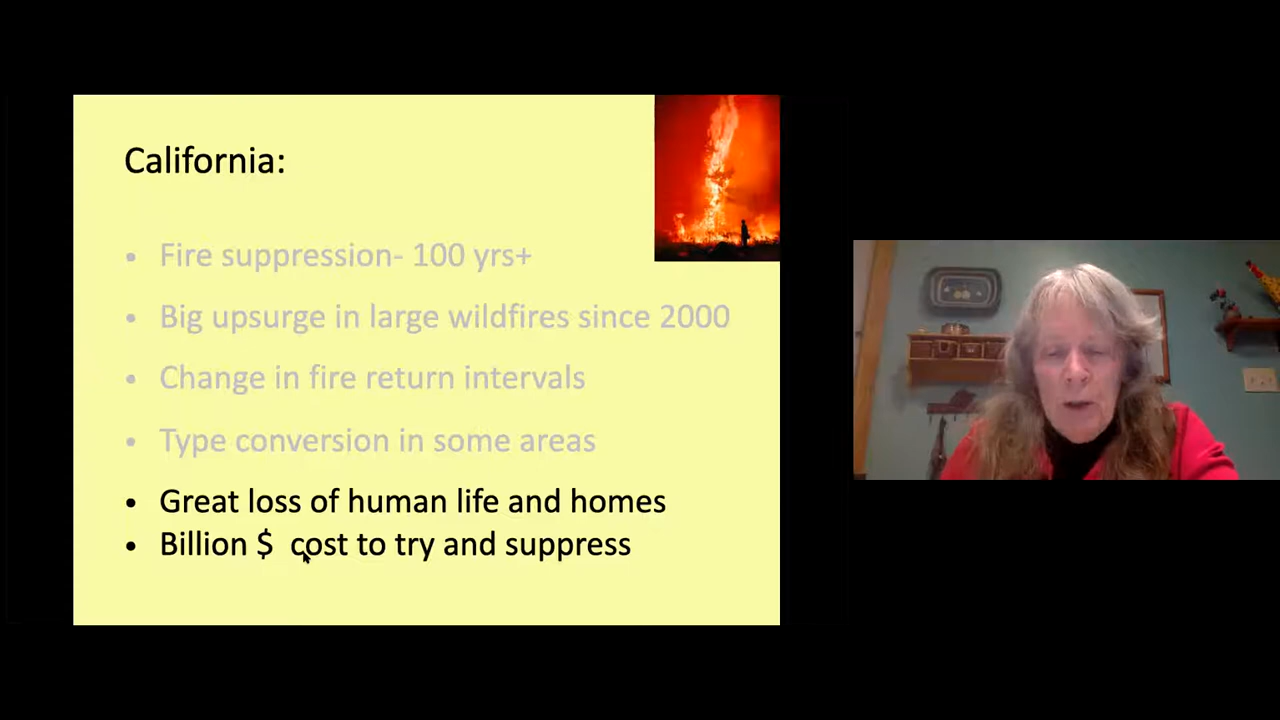 California:
• Fire suppression- 100 yrs+
• Big upsurge in large wildfires since 2000
• Change in fire return intervals
• Type conversion in some areas
• Great loss of human life and homes
• Billion $ cost to try and suppress